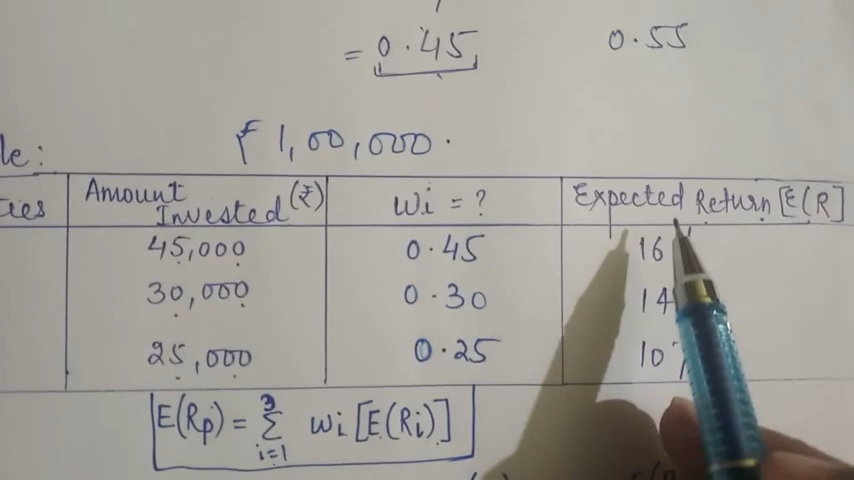 = 0.45 0.55
le:
₹ 1,00,000.
ties Amount Invested (₹) Wi = ? Expected Return [E(R]
45,000 0.45 16
30,000 0.30 14
25,000 0.25 10%
E(Rp) = 3 Σ i=1 Wi [E(Ri)]